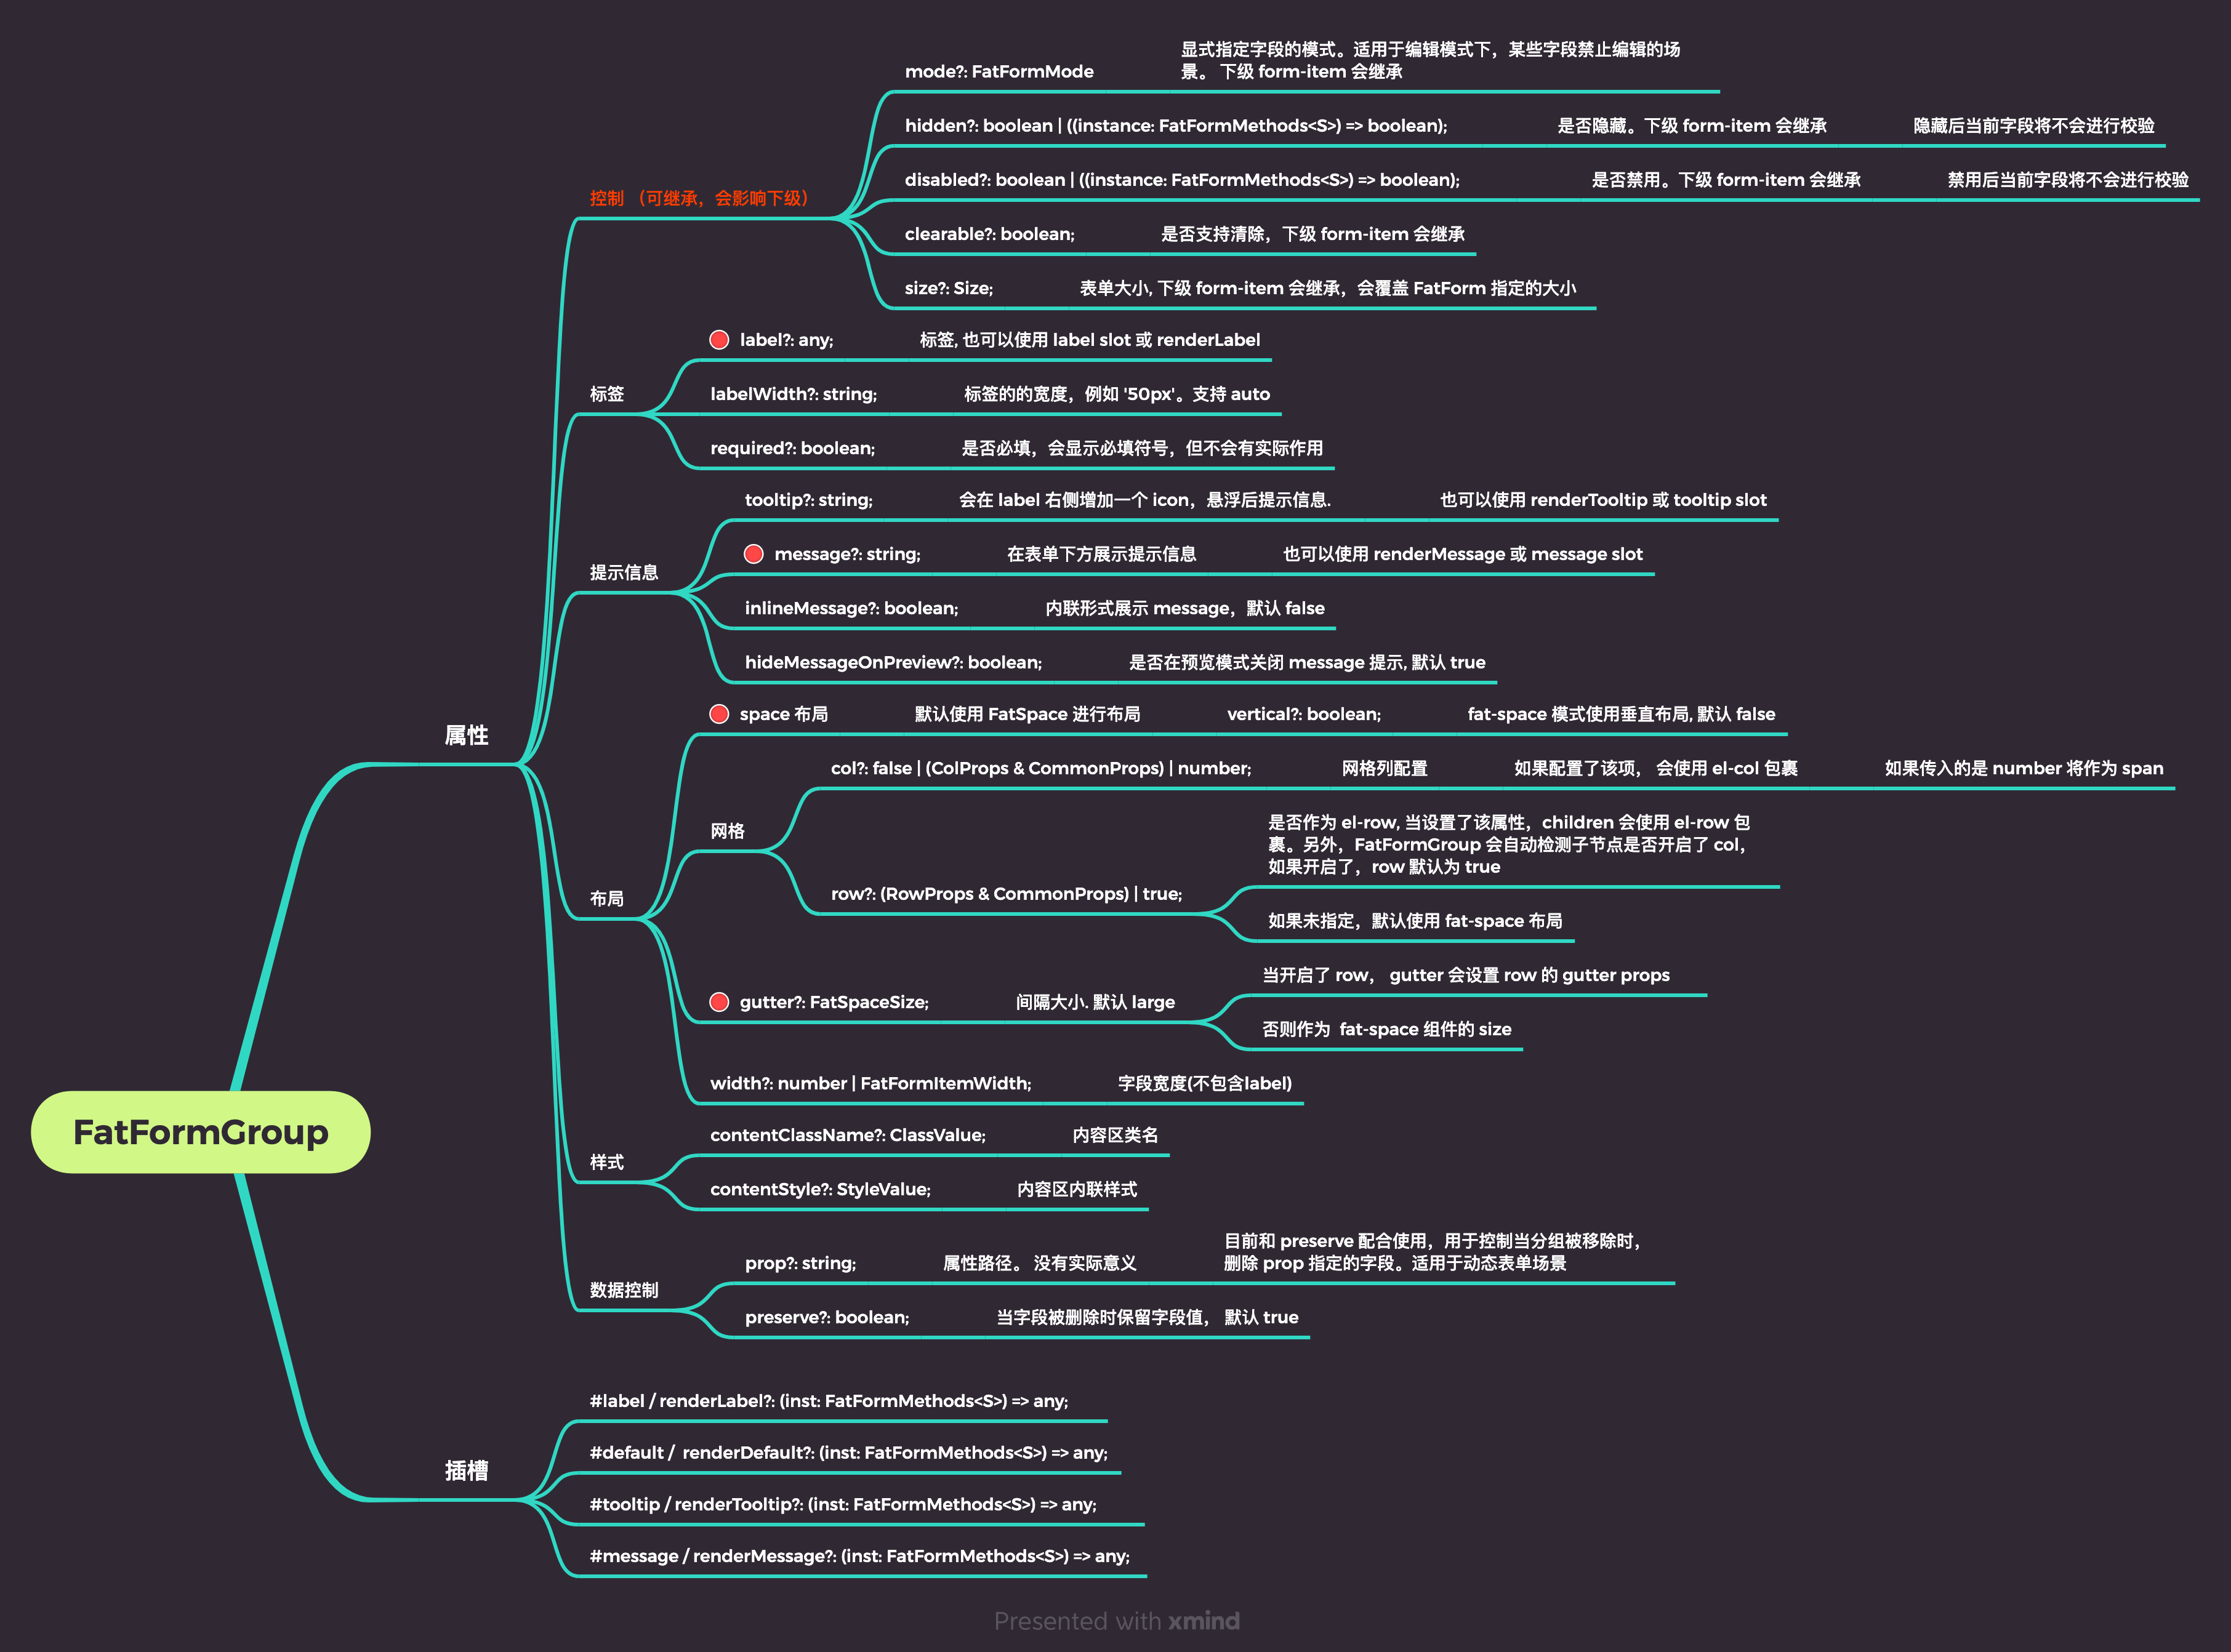 FatFormGroup
属性
控制 （可继承，会影响下级）
mode?: FatFormMode
显式指定字段的模式。适用于编辑模式下，某些字段禁止编辑的场
景。 下级 form-item 会继承
hidden?: boolean | ((instance: FatFormMethods<S>) => boolean);
是否隐藏。下级 form-item 会继承
隐藏后当前字段将不会进行校验
disabled?: boolean | ((instance: FatFormMethods<S>) => boolean);
是否禁用。下级 form-item 会继承
禁用后当前字段将不会进行校验
clearable?: boolean;
是否支持清除，下级 form-item 会继承
size?: Size;
表单大小, 下级 form-item 会继承，会覆盖 FatForm 指定的大小
标签
label?: any;
标签, 也可以使用 label slot 或 renderLabel
labelWidth?: string;
标签的的宽度，例如 '50px'。支持 auto
required?: boolean;
是否必填，会显示必填符号，但不会有实际作用
提示信息
tooltip?: string;
会在 label 右侧增加一个 icon，悬浮后提示信息.
也可以使用 renderTooltip 或 tooltip slot
message?: string;
在表单下方展示提示信息
也可以使用 renderMessage 或 message slot
inlineMessage?: boolean;
内联形式展示 message，默认 false
hideMessageOnPreview?: boolean;
是否在预览模式关闭 message 提示, 默认 true
布局
space 布局
默认使用 FatSpace 进行布局
vertical?: boolean;
fat-space 模式使用垂直布局, 默认 false
网格
col?: false | (ColProps & CommonProps) | number;
网格列配置
如果配置了该项， 会使用 el-col 包裹
如果传入的是 number 将作为 span
row?: (RowProps & CommonProps) | true;
是否作为 el-row, 当设置了该属性，children 会使用 el-row 包
裹。另外，FatFormGroup 会自动检测子节点是否开启了 col，
如果开启了，row 默认为 true
如果未指定，默认使用 fat-space 布局
gutter?: FatSpaceSize;
间隔大小. 默认 large
当开启了 row， gutter 会设置 row 的 gutter props
否则作为 fat-space 组件的 size
width?: number | FatFormItemWidth;
字段宽度(不包含label)
样式
contentClassName?: ClassValue;
内容区类名
contentStyle?: StyleValue;
内容区内联样式
数据控制
prop?: string;
属性路径。 没有实际意义
目前和 preserve 配合使用，用于控制当分组被移除时，
删除 prop 指定的字段。适用于动态表单场景
preserve?: boolean;
当字段被删除时保留字段值， 默认 true
插槽
#label / renderLabel?: (inst: FatFormMethods<S>) => any;
#default / renderDefault?: (inst: FatFormMethods<S>) => any;
#tooltip / renderTooltip?: (inst: FatFormMethods<S>) => any;
#message / renderMessage?: (inst: FatFormMethods<S>) => any;
Presented with xmind